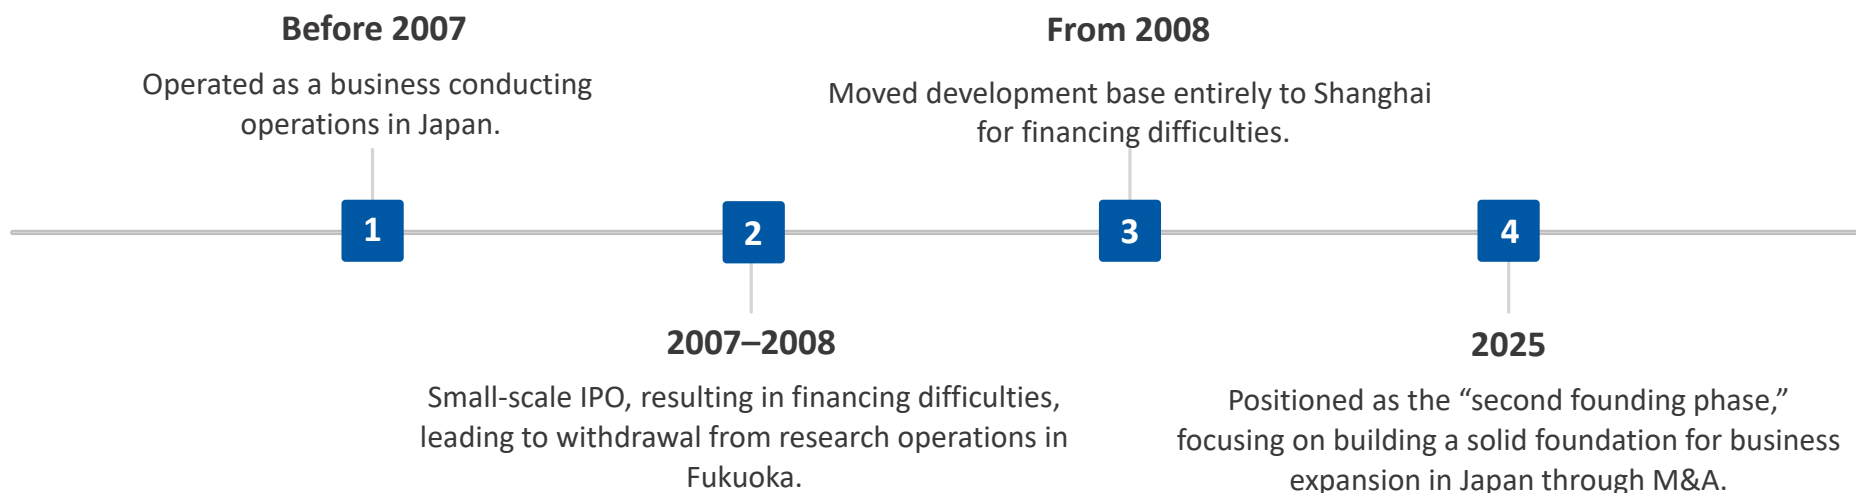 Before 2007
Operated as a business conducting
operations in Japan.
From 2008
Moved development base entirely to Shanghai
for financing difficulties.
1
2
3
4
2007–2008
Small-scale IPO, resulting in financing difficulties,
leading to withdrawal from research operations in
Fukuoka.
2025
Positioned as the “second founding phase,”
focusing on building a solid foundation for business
expansion in Japan through M&A.